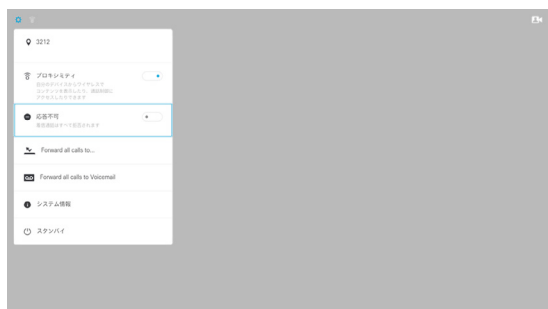 3212
プロキシミティ
応答不可
着信通話はすべて拒否されます
Forward all calls to...
Forward all calls to Voicemail
システム情報
スタンバイ